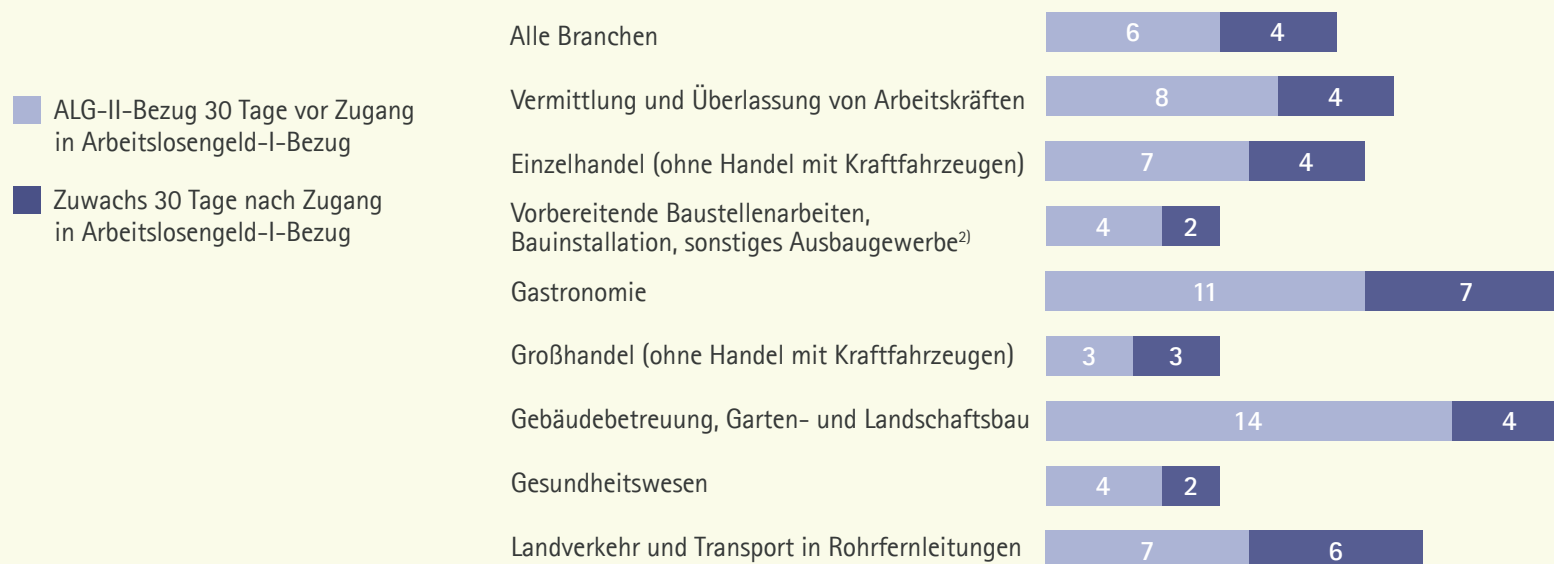 ALG-II-Bezug 30 Tage vor Zugang
in Arbeitslosengeld-I-Bezug
Zuwachs 30 Tage nach Zugang
in Arbeitslosengeld-I-Bezug
Alle Branchen 6 4
Vermittlung und Überlassung von Arbeitskräften 8 4
Einzelhandel (ohne Handel mit Kraftfahrzeugen) 7 4
Vorbereitende Baustellenarbeiten,
Bauinstallation, sonstiges Ausbaugewerbe²⁾ 4 2
Gastronomie 11 7
Großhandel (ohne Handel mit Kraftfahrzeugen) 3 3
Gebäudebetreuung, Garten- und Landschaftsbau 14 4
Gesundheitswesen 4 2
Landverkehr und Transport in Rohrfernleitungen 7 6